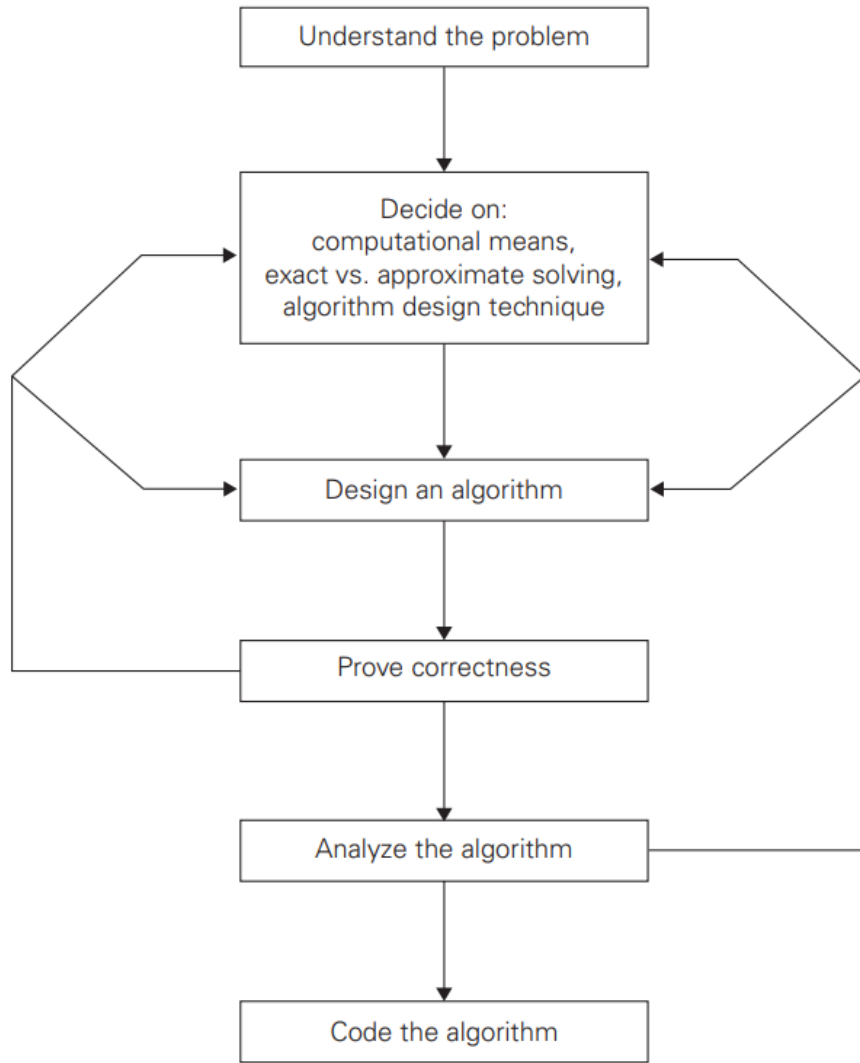 Understand the problem
Decide on:
computational means,
exact vs. approximate solving,
algorithm design technique
Design an algorithm
Prove correctness
Analyze the algorithm
Code the algorithm